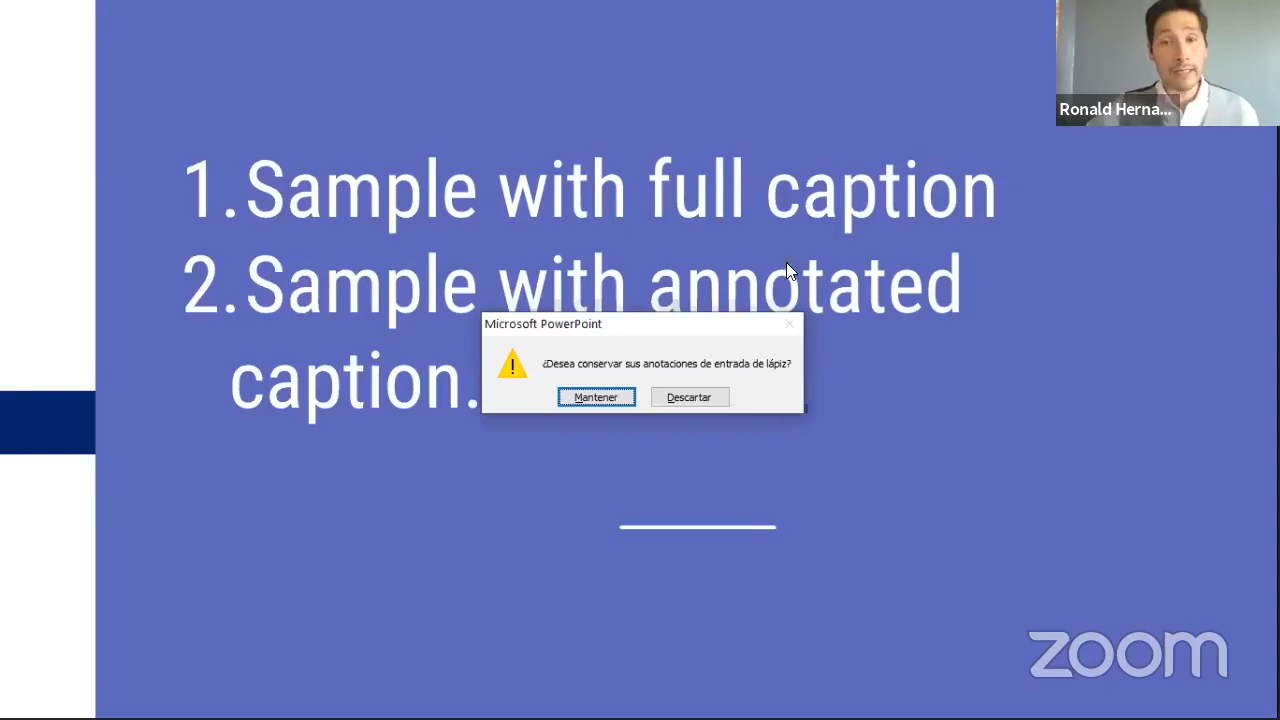 Ronald Herna...
1. Sample with full caption
2. Sample with annotated
caption.
Microsoft PowerPoint
¿Desea conservar sus anotaciones de entrada de lápiz?
Mantener
Descartar
zoom